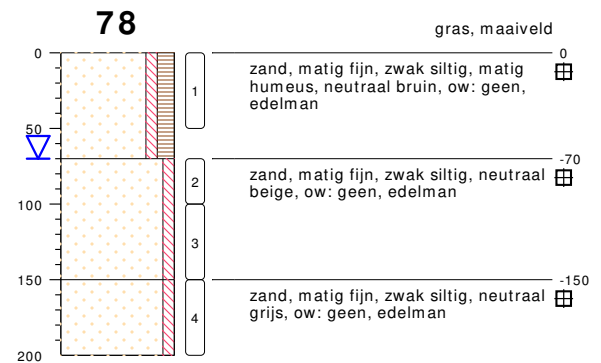 78
gras, maaiveld
0
0
zand, matig fijn, zwak siltig, matig
humeus, neutraal bruin, ow: geen,
edelman
1
50
-70
zand, matig fijn, zwak siltig, neutraal
beige, ow: geen, edelman
2
100
3
150
-150
zand, matig fijn, zwak siltig, neutraal
grijs, ow: geen, edelman
4
200